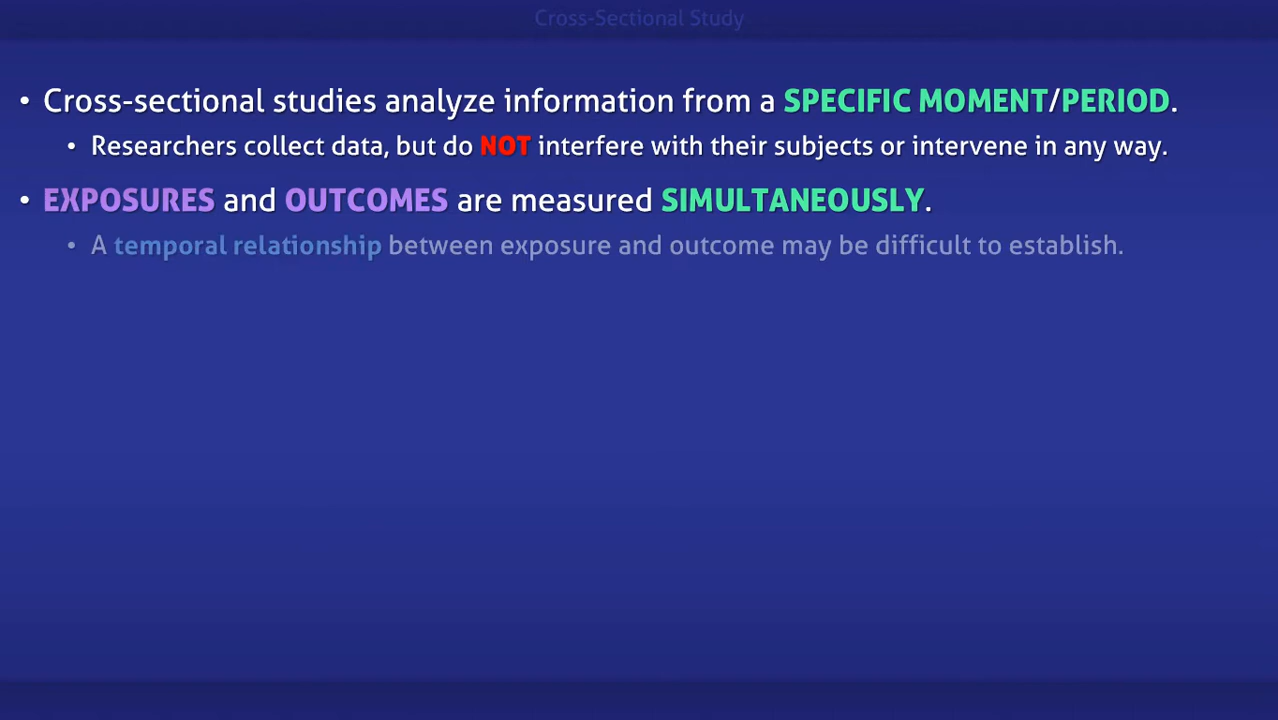 Cross-Sectional Study
• Cross-sectional studies analyze information from a SPECIFIC MOMENT/PERIOD.
• Researchers collect data, but do NOT interfere with their subjects or intervene in any way.
• EXPOSURES and OUTCOMES are measured SIMULTANEOUSLY.
• A temporal relationship between exposure and outcome may be difficult to establish.